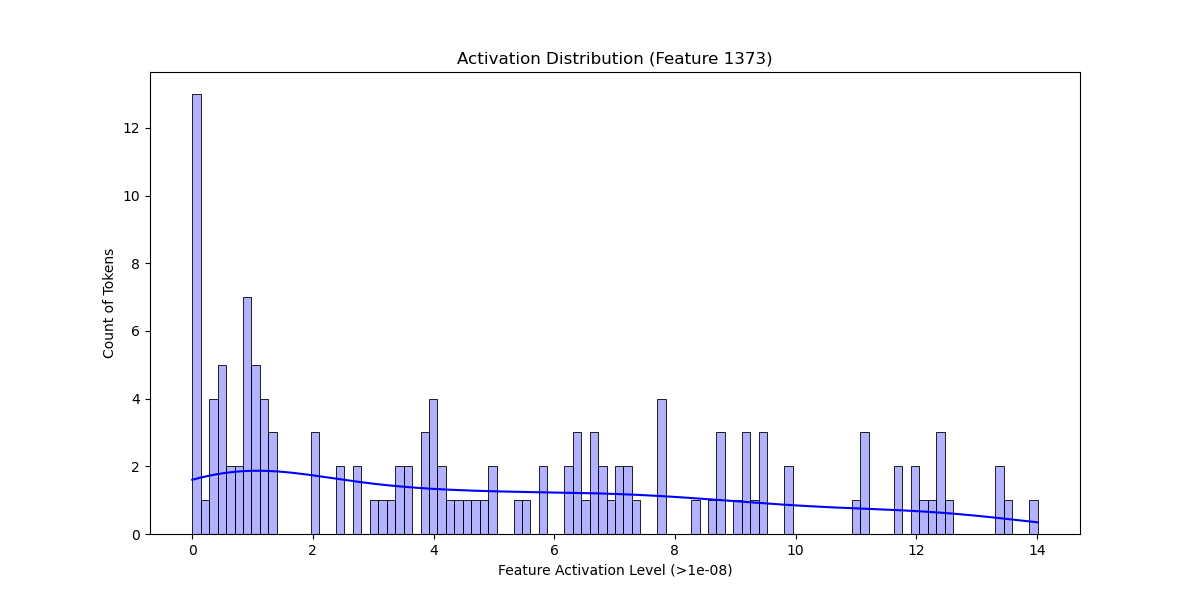 Activation Distribution (Feature 1373)
12
10
8
6
4
2
0
Count of Tokens
0 2 4 6 8 10 12 14
Feature Activation Level (>1e-08)